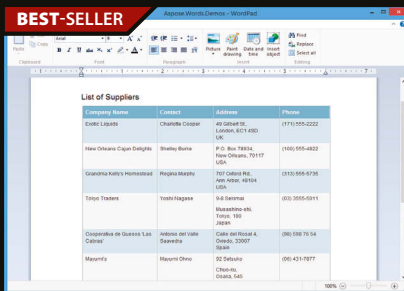 BEST-SELLER
Aspose.Words.Demos - WordPad
Paste
Copy
Arial
Picture
Paint drawing
Date and time
Insert object
Find
Replace
Select all
Clipboard
Font
Paragraph
Insert
Editing
List of Suppliers
Company Name Contact Address Phone
Exotic Liquids Charlotte Cooper 49 Gilbert St. (171) 555-2222
London, EC1 4SD
UK
New Orleans Cajun Delights Shelley Burke P.O. Box 78934, (100) 555-4822
New Orleans, 70117
USA
Grandma Kelly's Homestead Regina Murphy 707 Oxford Rd. (313) 555-5735
Ann Arbor, 48104
USA
Tokyo Traders Yoshi Nagase 9-8 Sekimai (03) 3555-5011
Musashino-shi,
Tokyo, 100
Japan
Cooperativa de Quesos 'Las Antonio del Valle Calle del Rosal 4, (98) 598 76 54
Cabras' Saavedra Oviedo, 33007
Spain
Mayumi's Mayumi Ohno 92 Setsuko (06) 431-7877
Chuo-ku,
Osaka, 545
100%